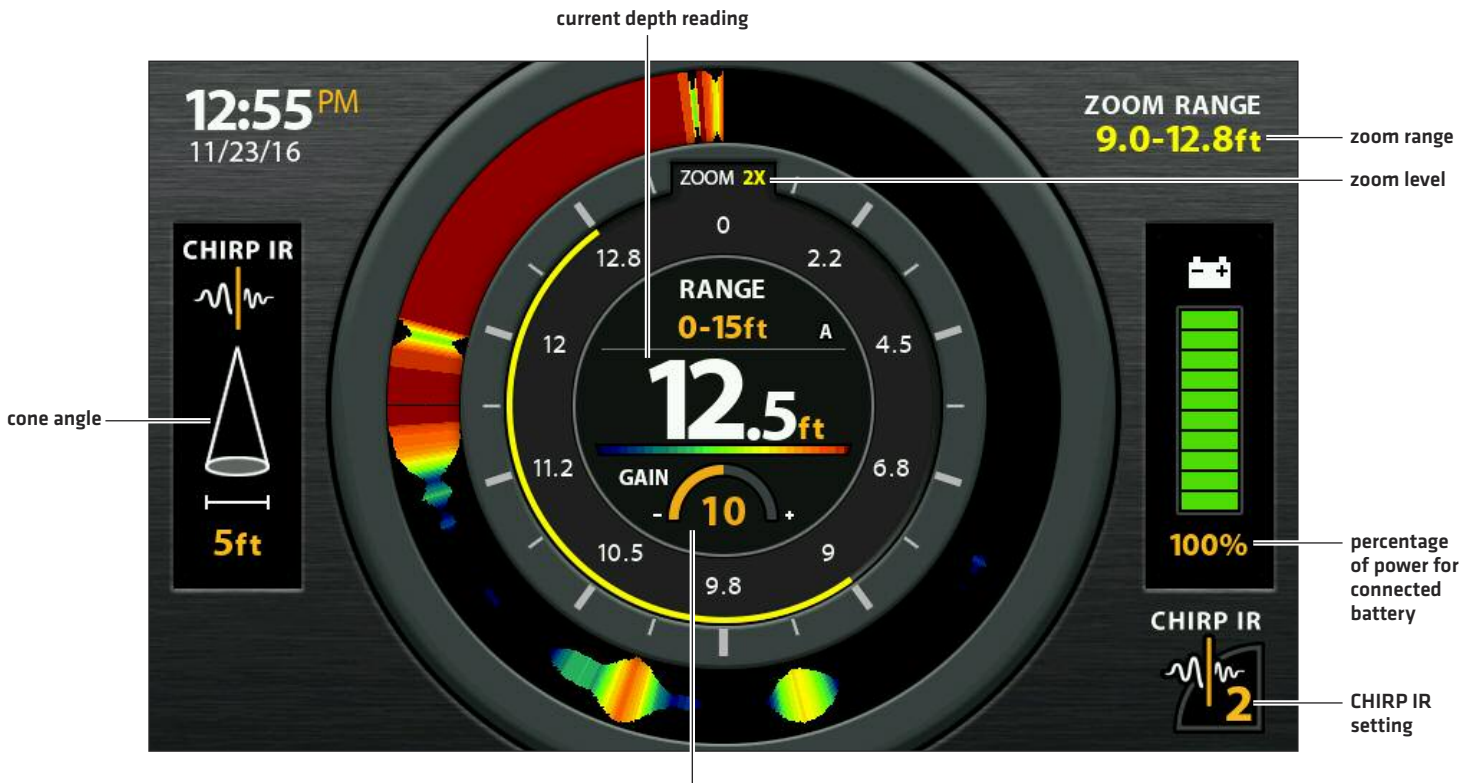 current depth reading
12:55 PM
11/23/16
ZOOM RANGE
9.0-12.8ft
zoom range
ZOOM 2X
zoom level
CHIRP IR
5ft
cone angle
0
2.2
4.5
6.8
9
9.8
10.5
11.2
12
12.8
RANGE
0-15ft
A
12.5ft
GAIN
- 10 +
- +
100%
percentage
of power for
connected
battery
CHIRP IR
2
CHIRP IR
setting